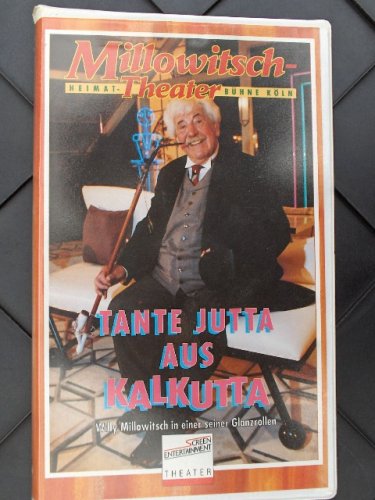 Millowitsch-
HEIMAT-Theater BÜHNE KÖLN
TANTE JUTTA
AUS
KALKUTTA
Willy Millowitsch in einer seiner Glanzrollen
SCREEN
ENTERTAINMENT
THEATER